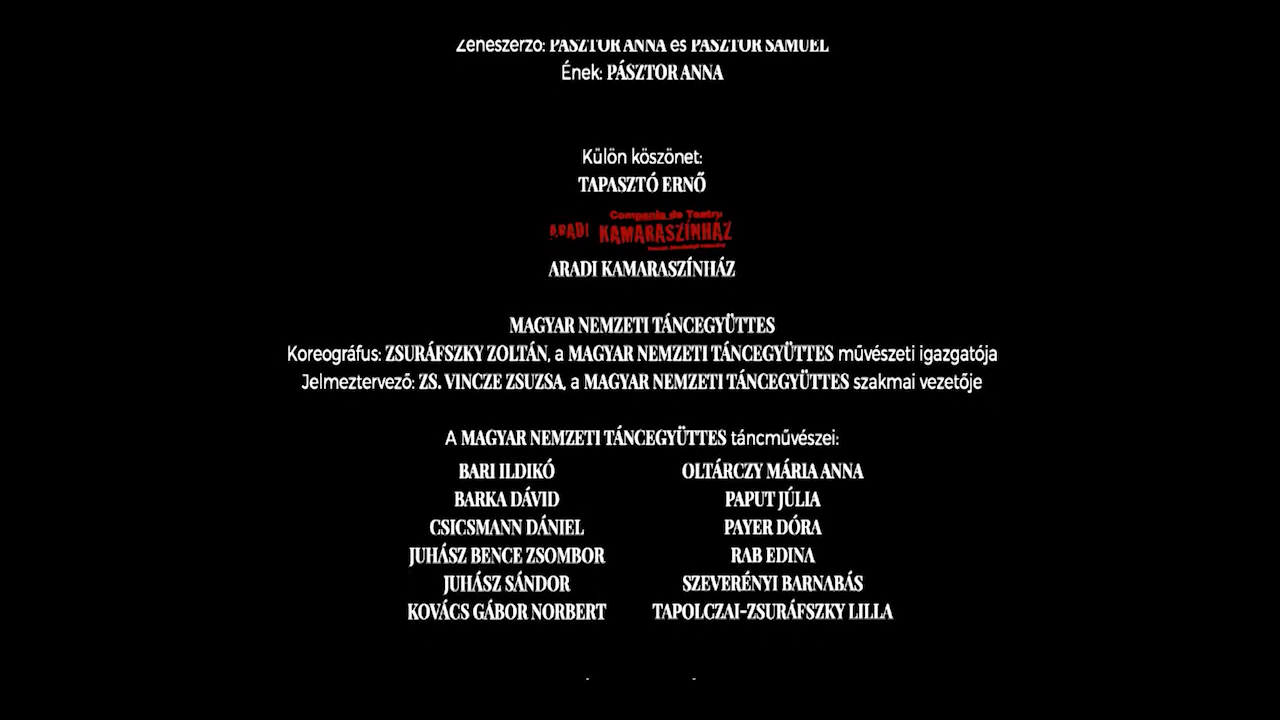 Zeneszerző: PÁSZTOR ANNA és PÁSZTOR SÁMUEL
Ének: PÁSZTOR ANNA
Külön köszönet:
TAPASZTÓ ERNŐ
Compania de Teatru
ARADI KAMARASZÍNHÁZ
ARADI KAMARASZÍNHÁZ
MAGYAR NEMZETI TÁNCEGYÜTTES
Koreográfus: ZSURÁFSZKY ZOLTÁN, a MAGYAR NEMZETI TÁNCEGYÜTTES művészeti igazgatója
Jelmeztervező: ZS. VINCZE ZSUZSA, a MAGYAR NEMZETI TÁNCEGYÜTTES szakmai vezetője
A MAGYAR NEMZETI TÁNCEGYÜTTES táncművészei:
BARI ILDIKÓ
BARKA DÁVID
CSICSMANN DÁNIEL
JUHÁSZ BENCE ZSOMBOR
JUHÁSZ SÁNDOR
KOVÁCS GÁBOR NORBERT
OLTÁRCZY MÁRIA ANNA
PAPUT JÚLIA
PAYER DÓRA
RAB EDINA
SZEVERÉNYI BARNABÁS
TAPOLCZAI-ZSURÁFSZKY LILLA